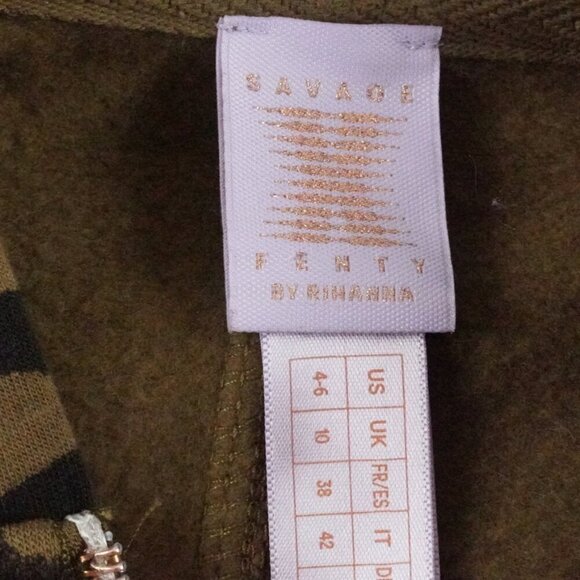 SAVAGE
FENTY
BY RIHANNA
US UK FR/ES IT
4-6 10 38 42